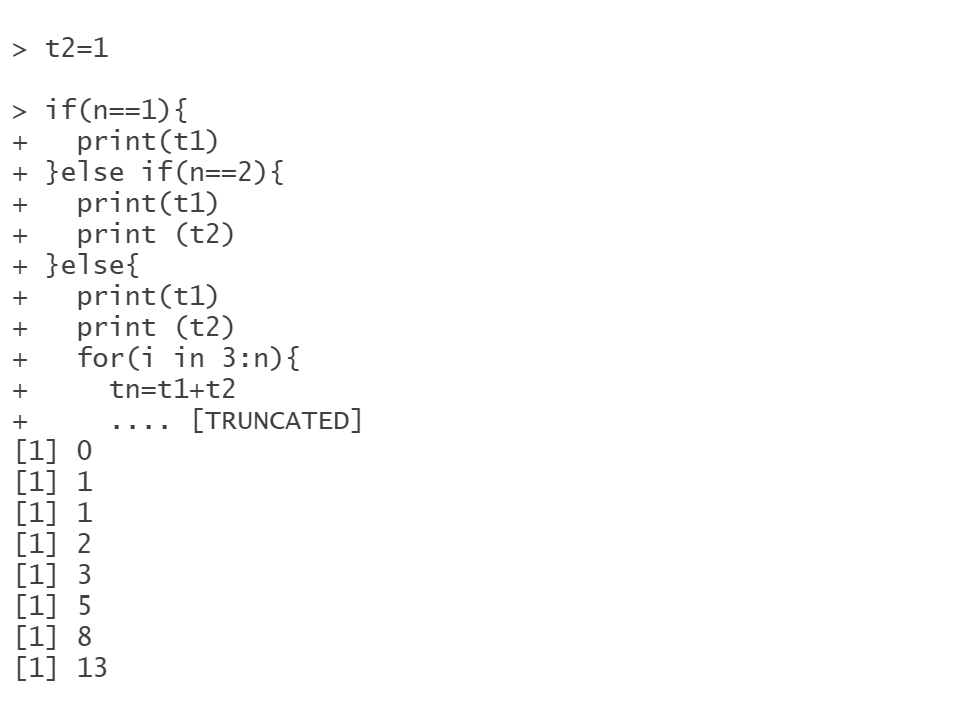 > t2=1
> if(n==1){
+   print(t1)
+ }else if(n==2){
+   print(t1)
+   print (t2)
+ }else{
+   print(t1)
+   print (t2)
+   for(i in 3:n){
+     tn=t1+t2
+     .... [TRUNCATED]
[1] 0
[1] 1
[1] 1
[1] 2
[1] 3
[1] 5
[1] 8
[1] 13